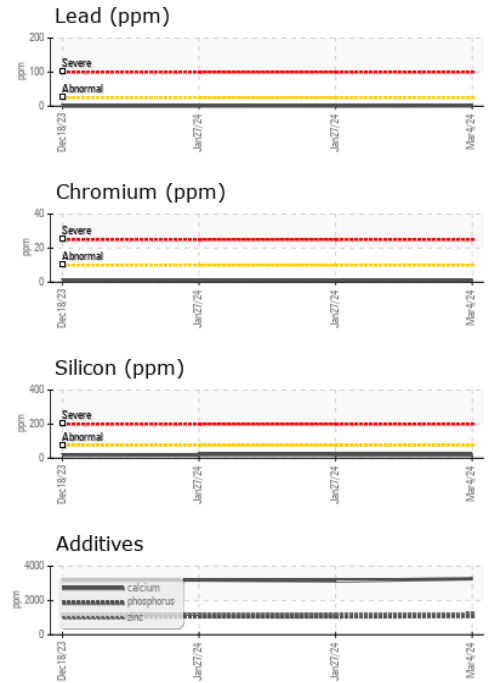 Lead (ppm)
200
100
0
ppm
Severe
Abnormal
Dec18/23
Jan27/24
Jan27/24
Mar4/24
Chromium (ppm)
40
20
0
ppm
Severe
Abnormal
Dec18/23
Jan27/24
Jan27/24
Mar4/24
Silicon (ppm)
400
200
0
ppm
Severe
Abnormal
Dec18/23
Jan27/24
Jan27/24
Mar4/24
Additives
4000
2000
0
ppm
calcium
phosphorus
zinc
Dec18/23
Jan27/24
Jan27/24
Mar4/24